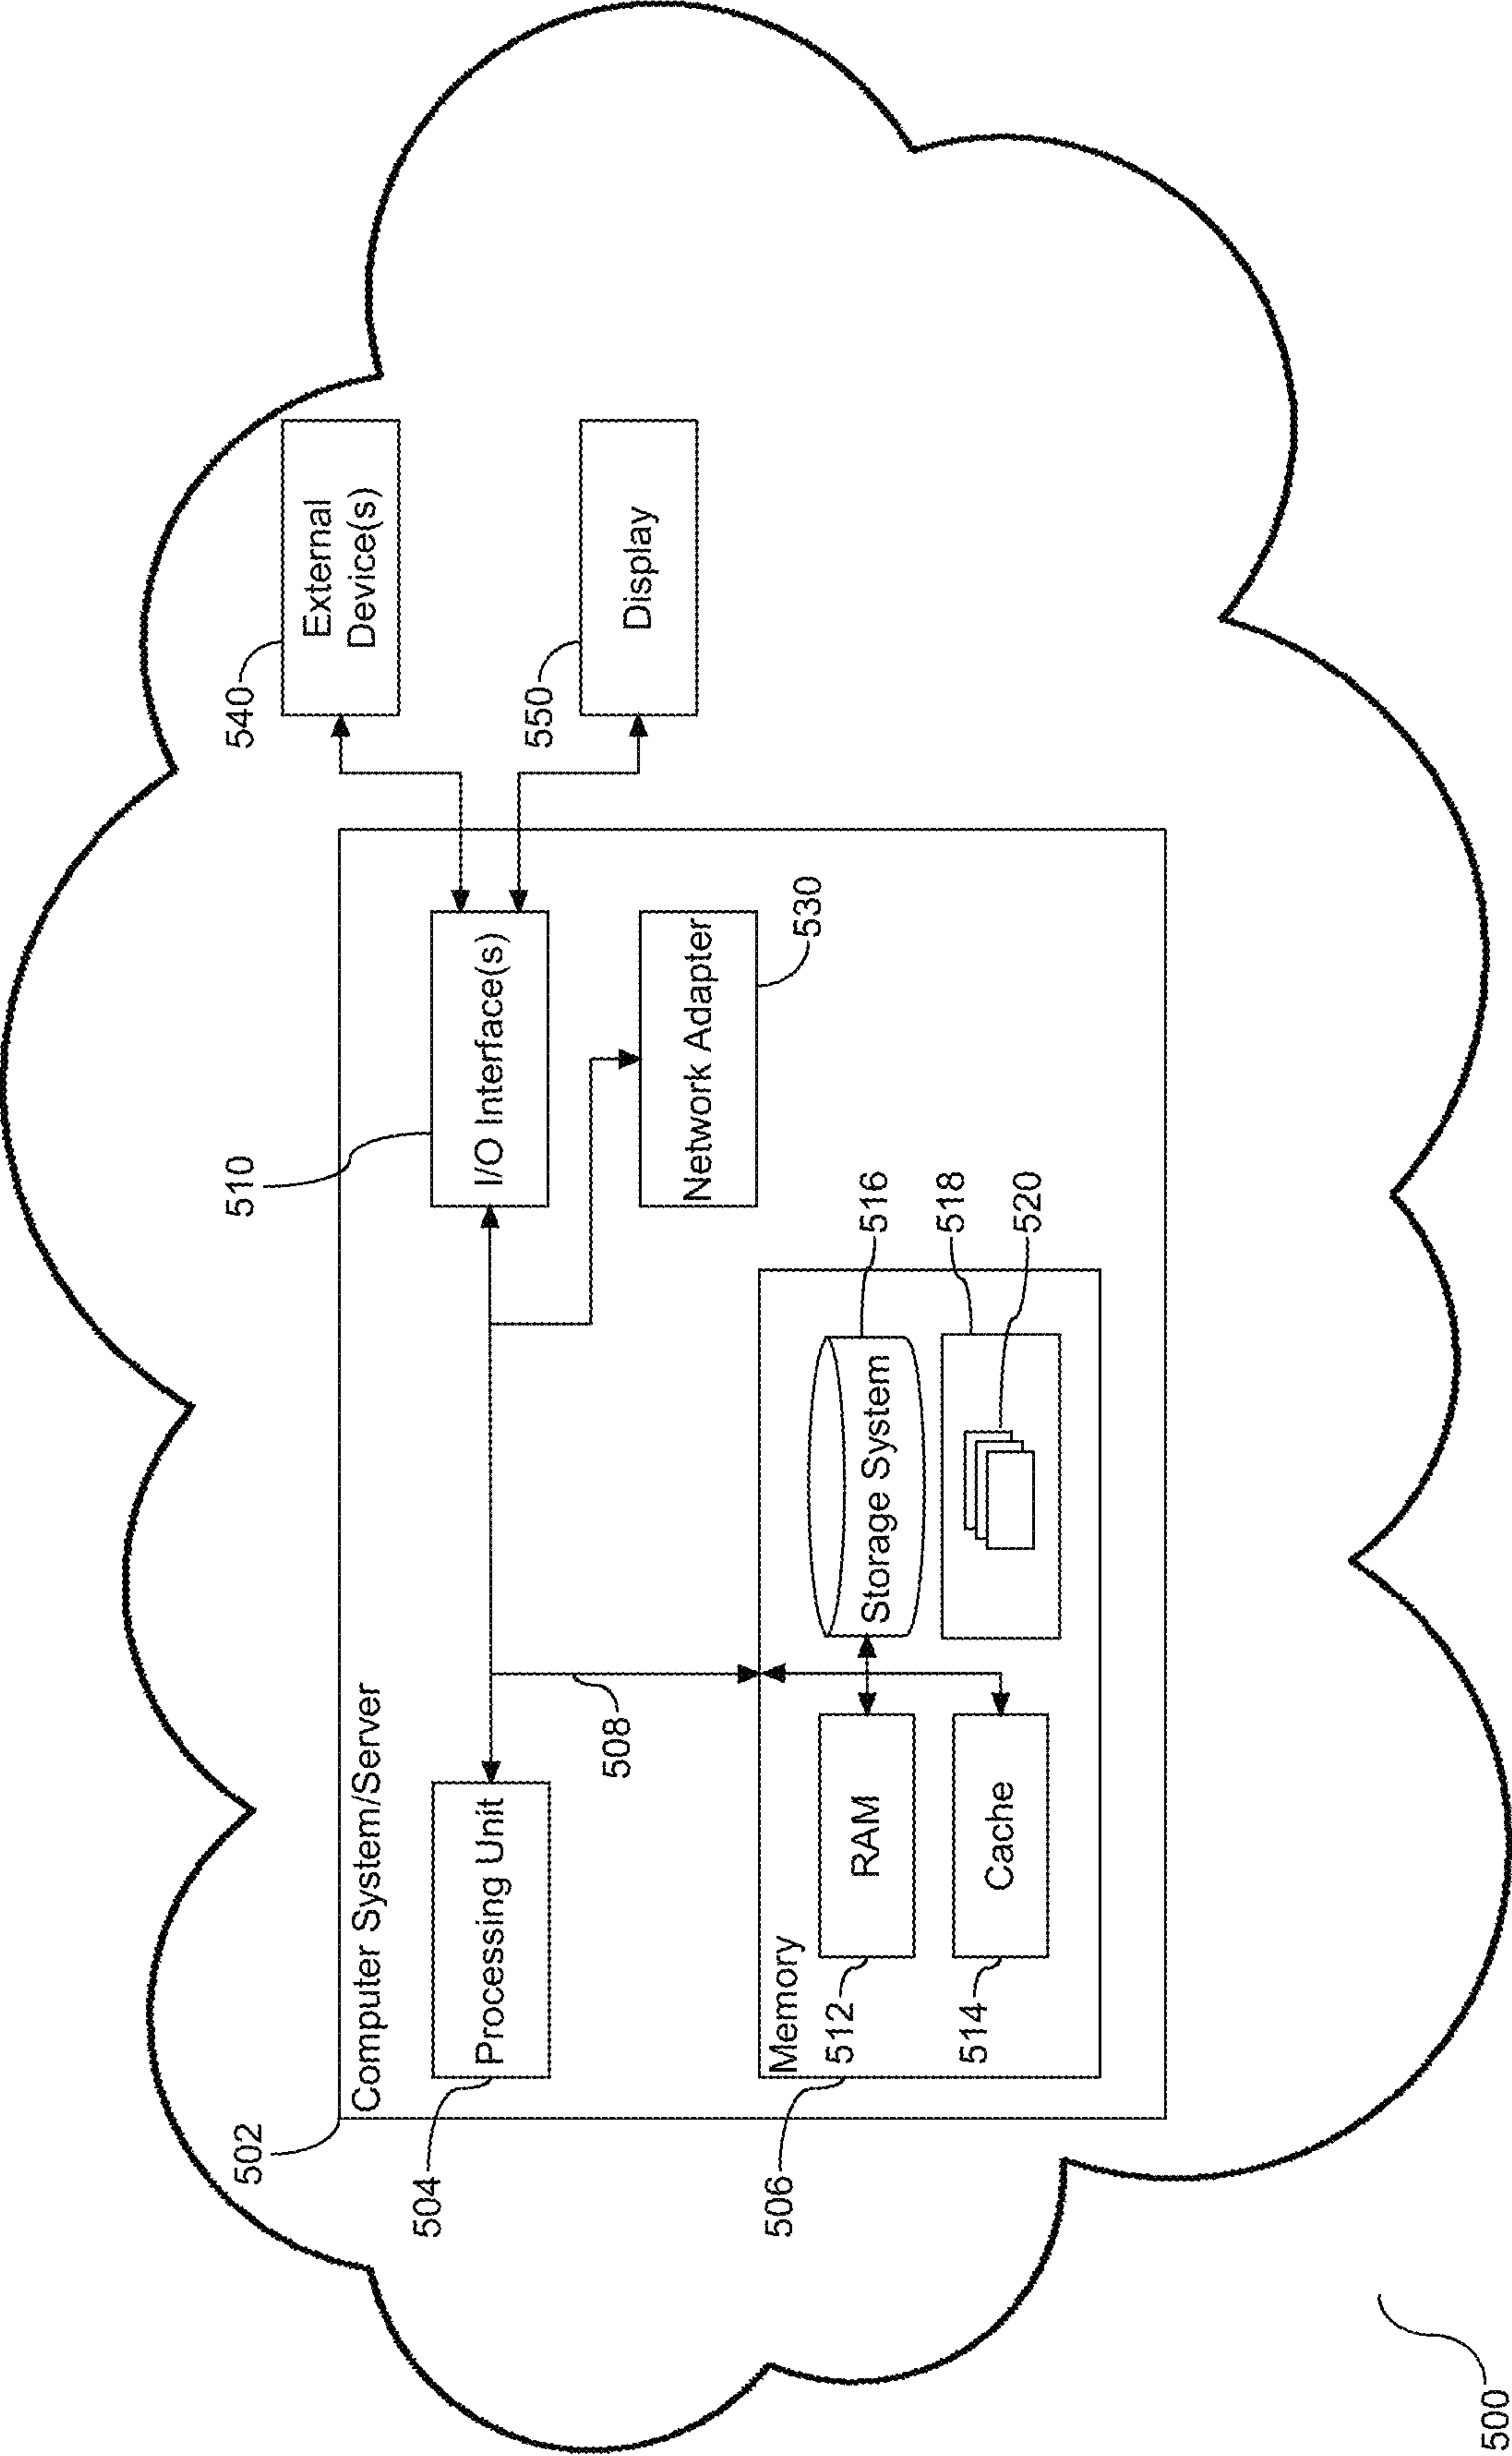 502
Computer System/Server
504
Processing Unit
508
510
I/O Interface(s)
540
External
Device(s)
550
Display
Network Adapter
530
506
Memory
512
RAM
514
Cache
Storage System
516
518
520
500